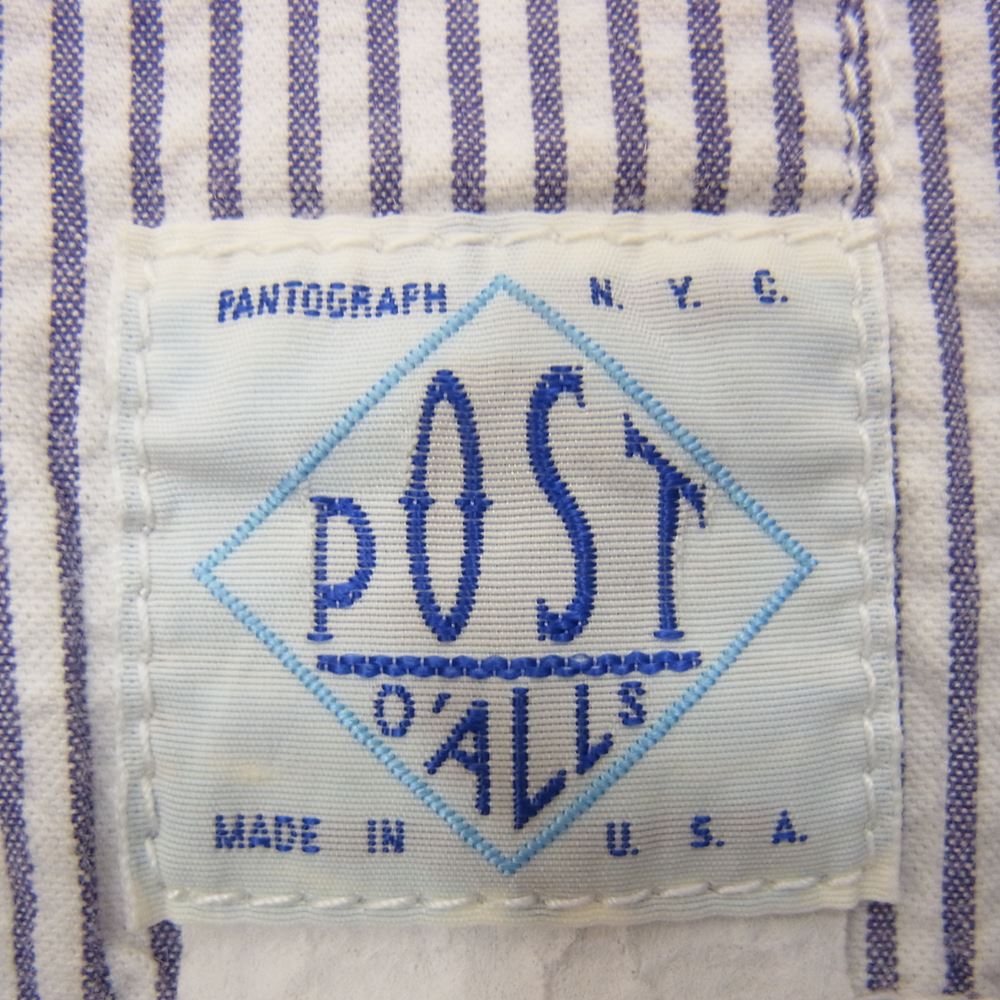 PANTOGRAPH N. Y. C.
POST
O'ALLS
MADE IN U. S. A.